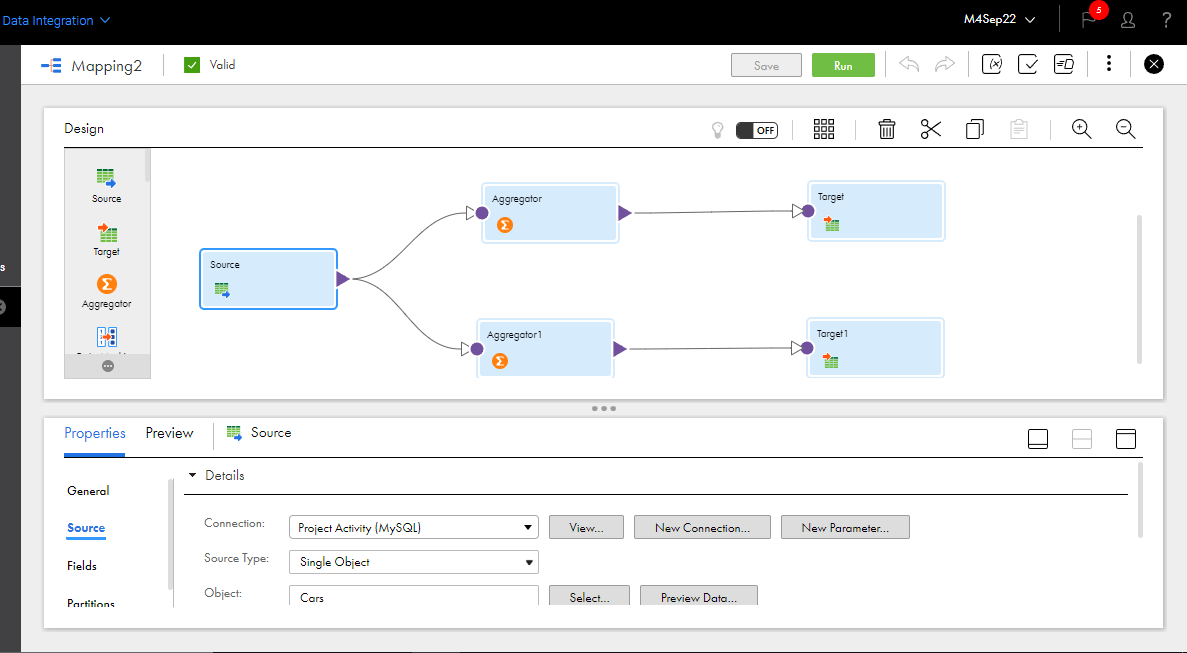 Data Integration
M4Sep22
5
?
Mapping2
Valid
Save
Run
Design
OFF
Source
Target
Aggregator
Source
Aggregator
Target
Aggregator1
Target1
s
Properties
Preview
Source
General
Source
Fields
Partitions
Details
Connection:
Project Activity (MySQL)
View...
New Connection...
New Parameter...
Source Type:
Single Object
Object:
Cars
Select...
Preview Data...